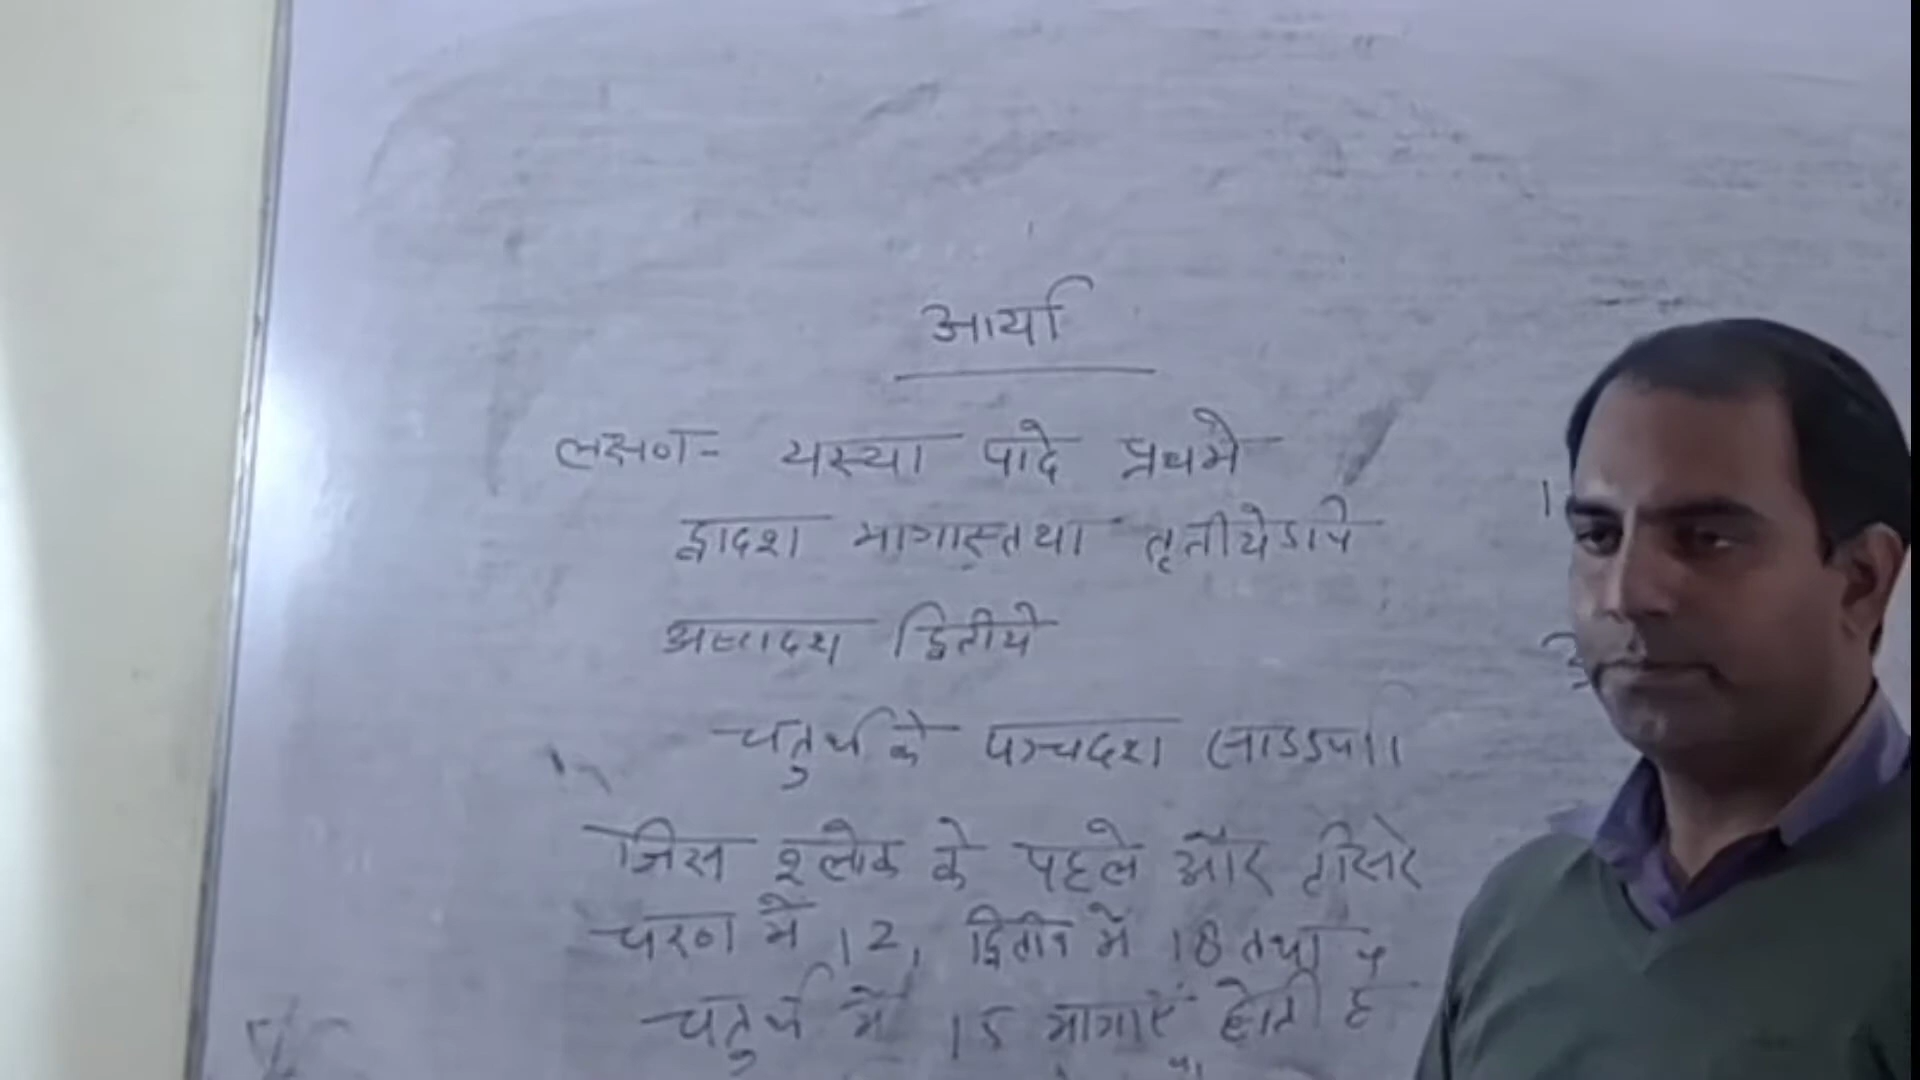 आर्या
लक्षण- यस्या पादे प्रथमे
द्वादश मात्रास्तथा तृतीयेऽपि
अष्टादश द्वितीये
चतुर्थके पञ्चदश साऽऽर्या॥
जिस श्लोक के पहले और तीसरे
चरण में 12, द्वितीय में 18 तथा
चतुर्थ में 15 मात्राएं होती है